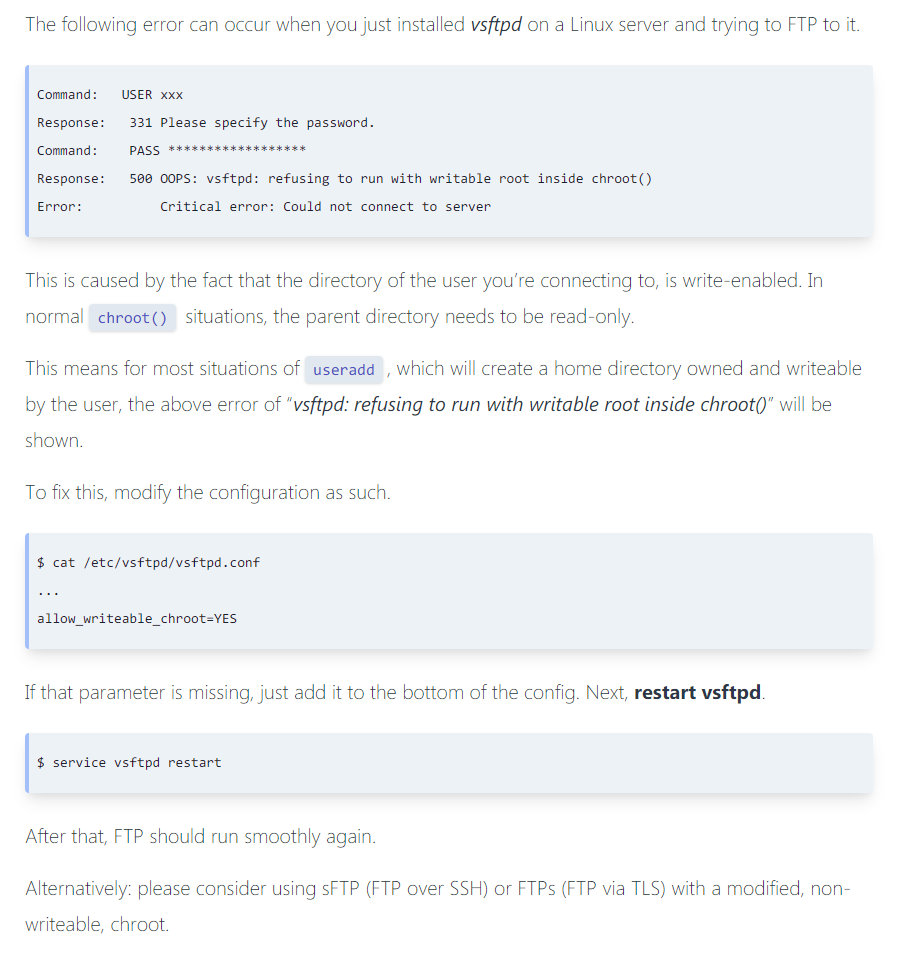 The following error can occur when you just installed vsftpd on a Linux server and trying to FTP to it.
Command:   USER xxx
Response:   331 Please specify the password.
Command:    PASS ******************
Response:   500 OOPS: vsftpd: refusing to run with writable root inside chroot()
Error:          Critical error: Could not connect to server
This is caused by the fact that the directory of the user you’re connecting to, is write-enabled. In
normal chroot() situations, the parent directory needs to be read-only.
This means for most situations of useradd , which will create a home directory owned and writeable
by the user, the above error of “vsftpd: refusing to run with writable root inside chroot()” will be
shown.
To fix this, modify the configuration as such.
$ cat /etc/vsftpd/vsftpd.conf
...
allow_writeable_chroot=YES
If that parameter is missing, just add it to the bottom of the config. Next, restart vsftpd.
$ service vsftpd restart
After that, FTP should run smoothly again.
Alternatively: please consider using sFTP (FTP over SSH) or FTPs (FTP via TLS) with a modified, non-
writeable, chroot.